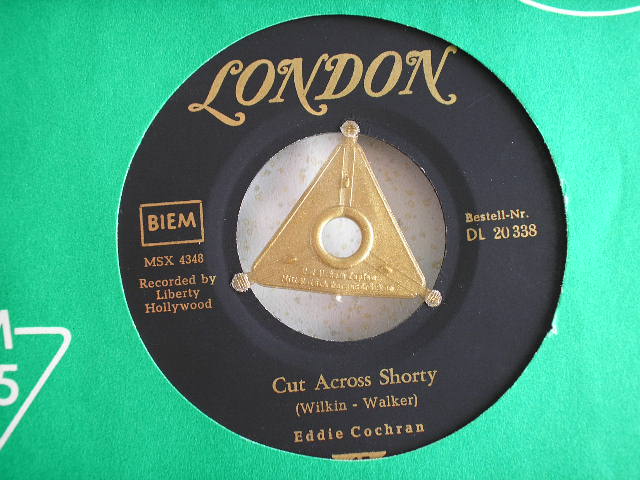 LONDON
BIEM
MSX 4348
Recorded by
Liberty
Hollywood
Bestell-Nr.
DL 20 338
Cut Across Shorty
(Wilkin - Walker)
Eddie Cochran
M
5